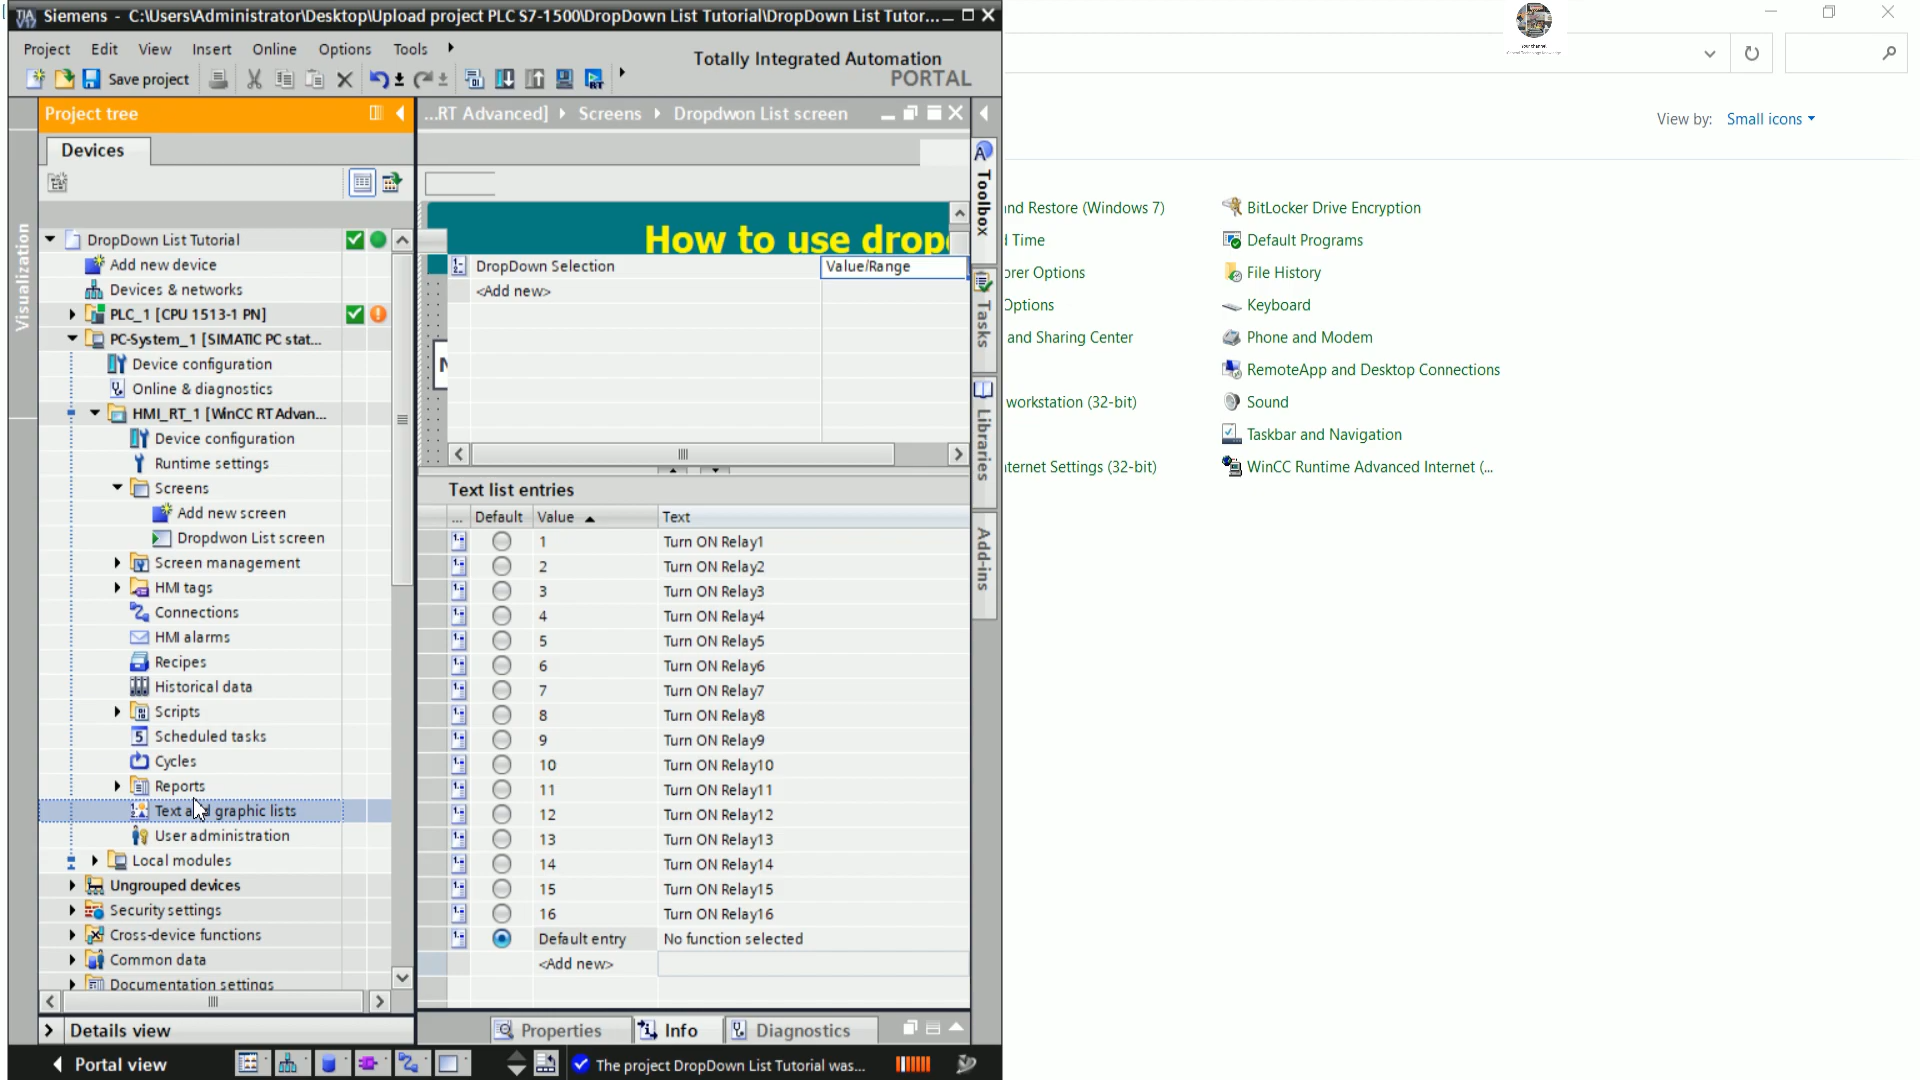 Siemens - C:\Users\Administrator\Desktop\Upload project PLC S7-1500\DropDown List Tutorial\DropDown List Tutor...
Project Edit View Insert Online Options Tools
Totally Integrated Automation
PORTAL
Save project
Project tree
...RT Advanced] Screens Dropdwon List screen
Devices
Visualization
DropDown List Tutorial
Add new device
Devices & networks
PLC_1 [CPU 1513-1 PN]
PC-System_1 [SIMATIC PC stat...
Device configuration
Online & diagnostics
HMI_RT_1 [WinCC RT Advan...
Device configuration
Runtime settings
Screens
Add new screen
Dropdwon List screen
Screen management
HMI tags
Connections
HMI alarms
Recipes
Historical data
Scripts
Scheduled tasks
Cycles
Reports
Text and graphic lists
User administration
Local modules
Ungrouped devices
Security settings
Cross-device functions
Common data
Documentation settings
Details view
How to use drop
DropDown Selection Value/Range
<Add new>
Text list entries
... Default Value Text
1 Turn ON Relay1
2 Turn ON Relay2
3 Turn ON Relay3
4 Turn ON Relay4
5 Turn ON Relay5
6 Turn ON Relay6
7 Turn ON Relay7
8 Turn ON Relay8
9 Turn ON Relay9
10 Turn ON Relay10
11 Turn ON Relay11
12 Turn ON Relay12
13 Turn ON Relay13
14 Turn ON Relay14
15 Turn ON Relay15
16 Turn ON Relay16
Default entry No function selected
<Add new>
Properties Info Diagnostics
Toolbox
Tasks
Libraries
Add-ins
Portal view
The project DropDown List Tutorial was...
View by: Small icons
nd Restore (Windows 7)
BitLocker Drive Encryption
Time
Default Programs
rer Options
File History
Options
Keyboard
and Sharing Center
Phone and Modem
RemoteApp and Desktop Connections
workstation (32-bit)
Sound
Taskbar and Navigation
ternet Settings (32-bit)
WinCC Runtime Advanced Internet (...